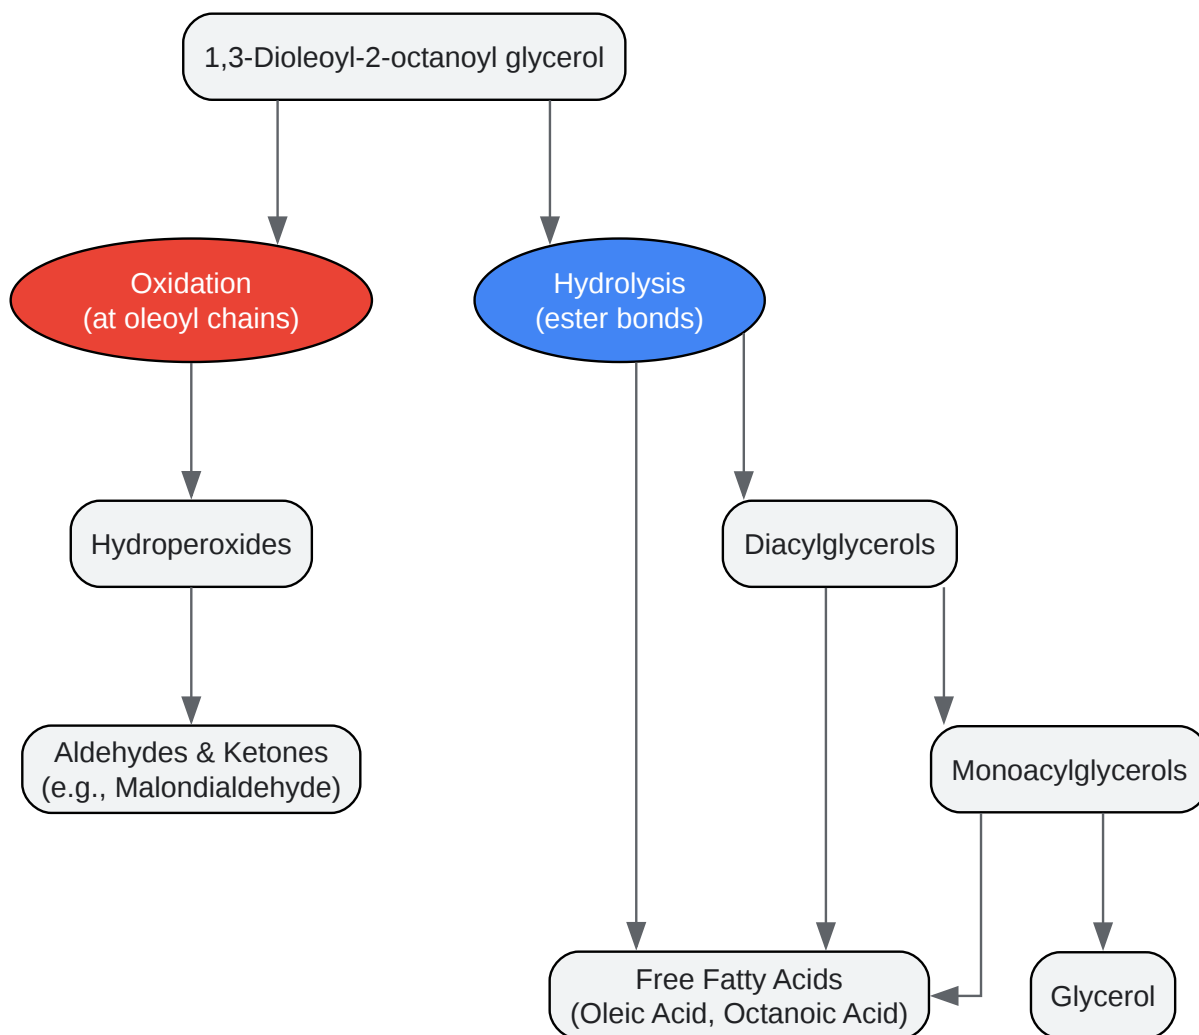 1,3-Dioleoyl-2-octanoyl glycerol
Oxidation
(at oleoyl chains)
Hydrolysis
(ester bonds)
Hydroperoxides
Diacylglycerols
Aldehydes & Ketones
(e.g., Malondialdehyde)
Monoacylglycerols
Free Fatty Acids
(Oleic Acid, Octanoic Acid)
Glycerol